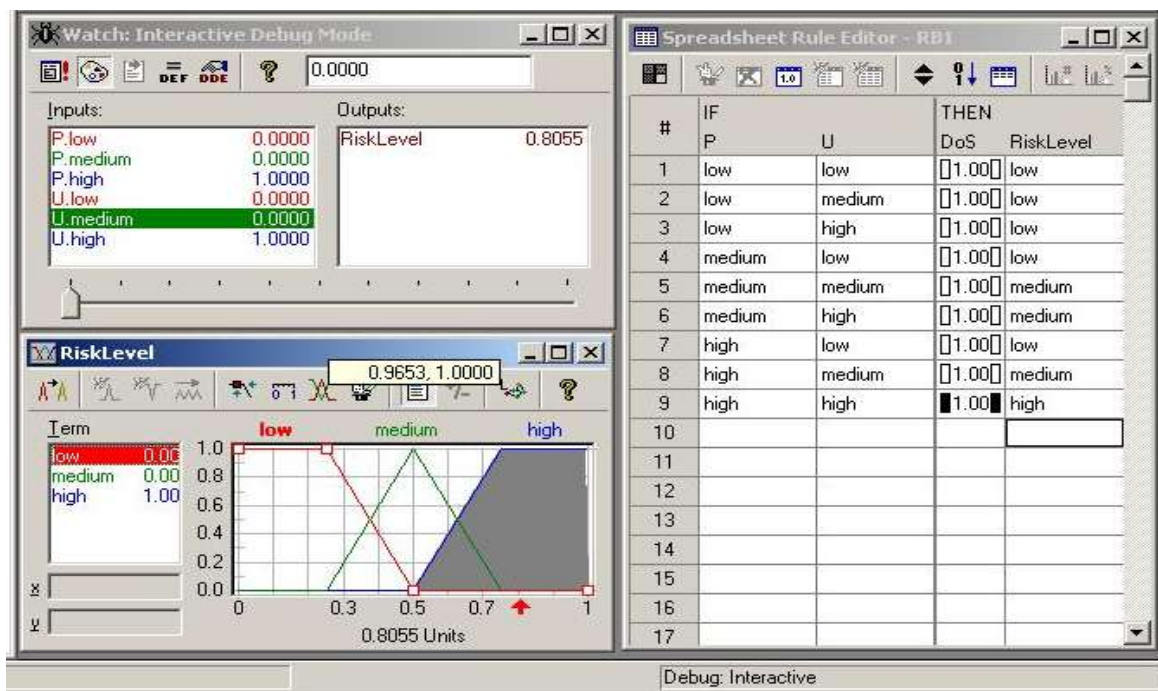 Watch: Interactive Debug Mode
DEF DDE ? 0.0000
Inputs: Outputs:
P.low 0.0000 RiskLevel 0.8055
P.medium 0.0000
P.high 1.0000
U.low 0.0000
U.medium 0.0000
U.high 1.0000
RiskLevel
0.9653, 1.0000
?
Term low medium high
low 0.00
medium 0.00
high 1.00
1.0
0.8
0.6
0.4
0.2
0.0
x
y
0 0.3 0.5 0.7 1
0.8055 Units
Spreadsheet Rule Editor - RB1
1.0
# IF THEN
P U DoS RiskLevel
1 low low []1.00[] low
2 low medium []1.00[] low
3 low high []1.00[] low
4 medium low []1.00[] low
5 medium medium []1.00[] medium
6 medium high []1.00[] medium
7 high low []1.00[] low
8 high medium []1.00[] medium
9 high high 1.00 high
10
11
12
13
14
15
16
17
Debug: Interactive